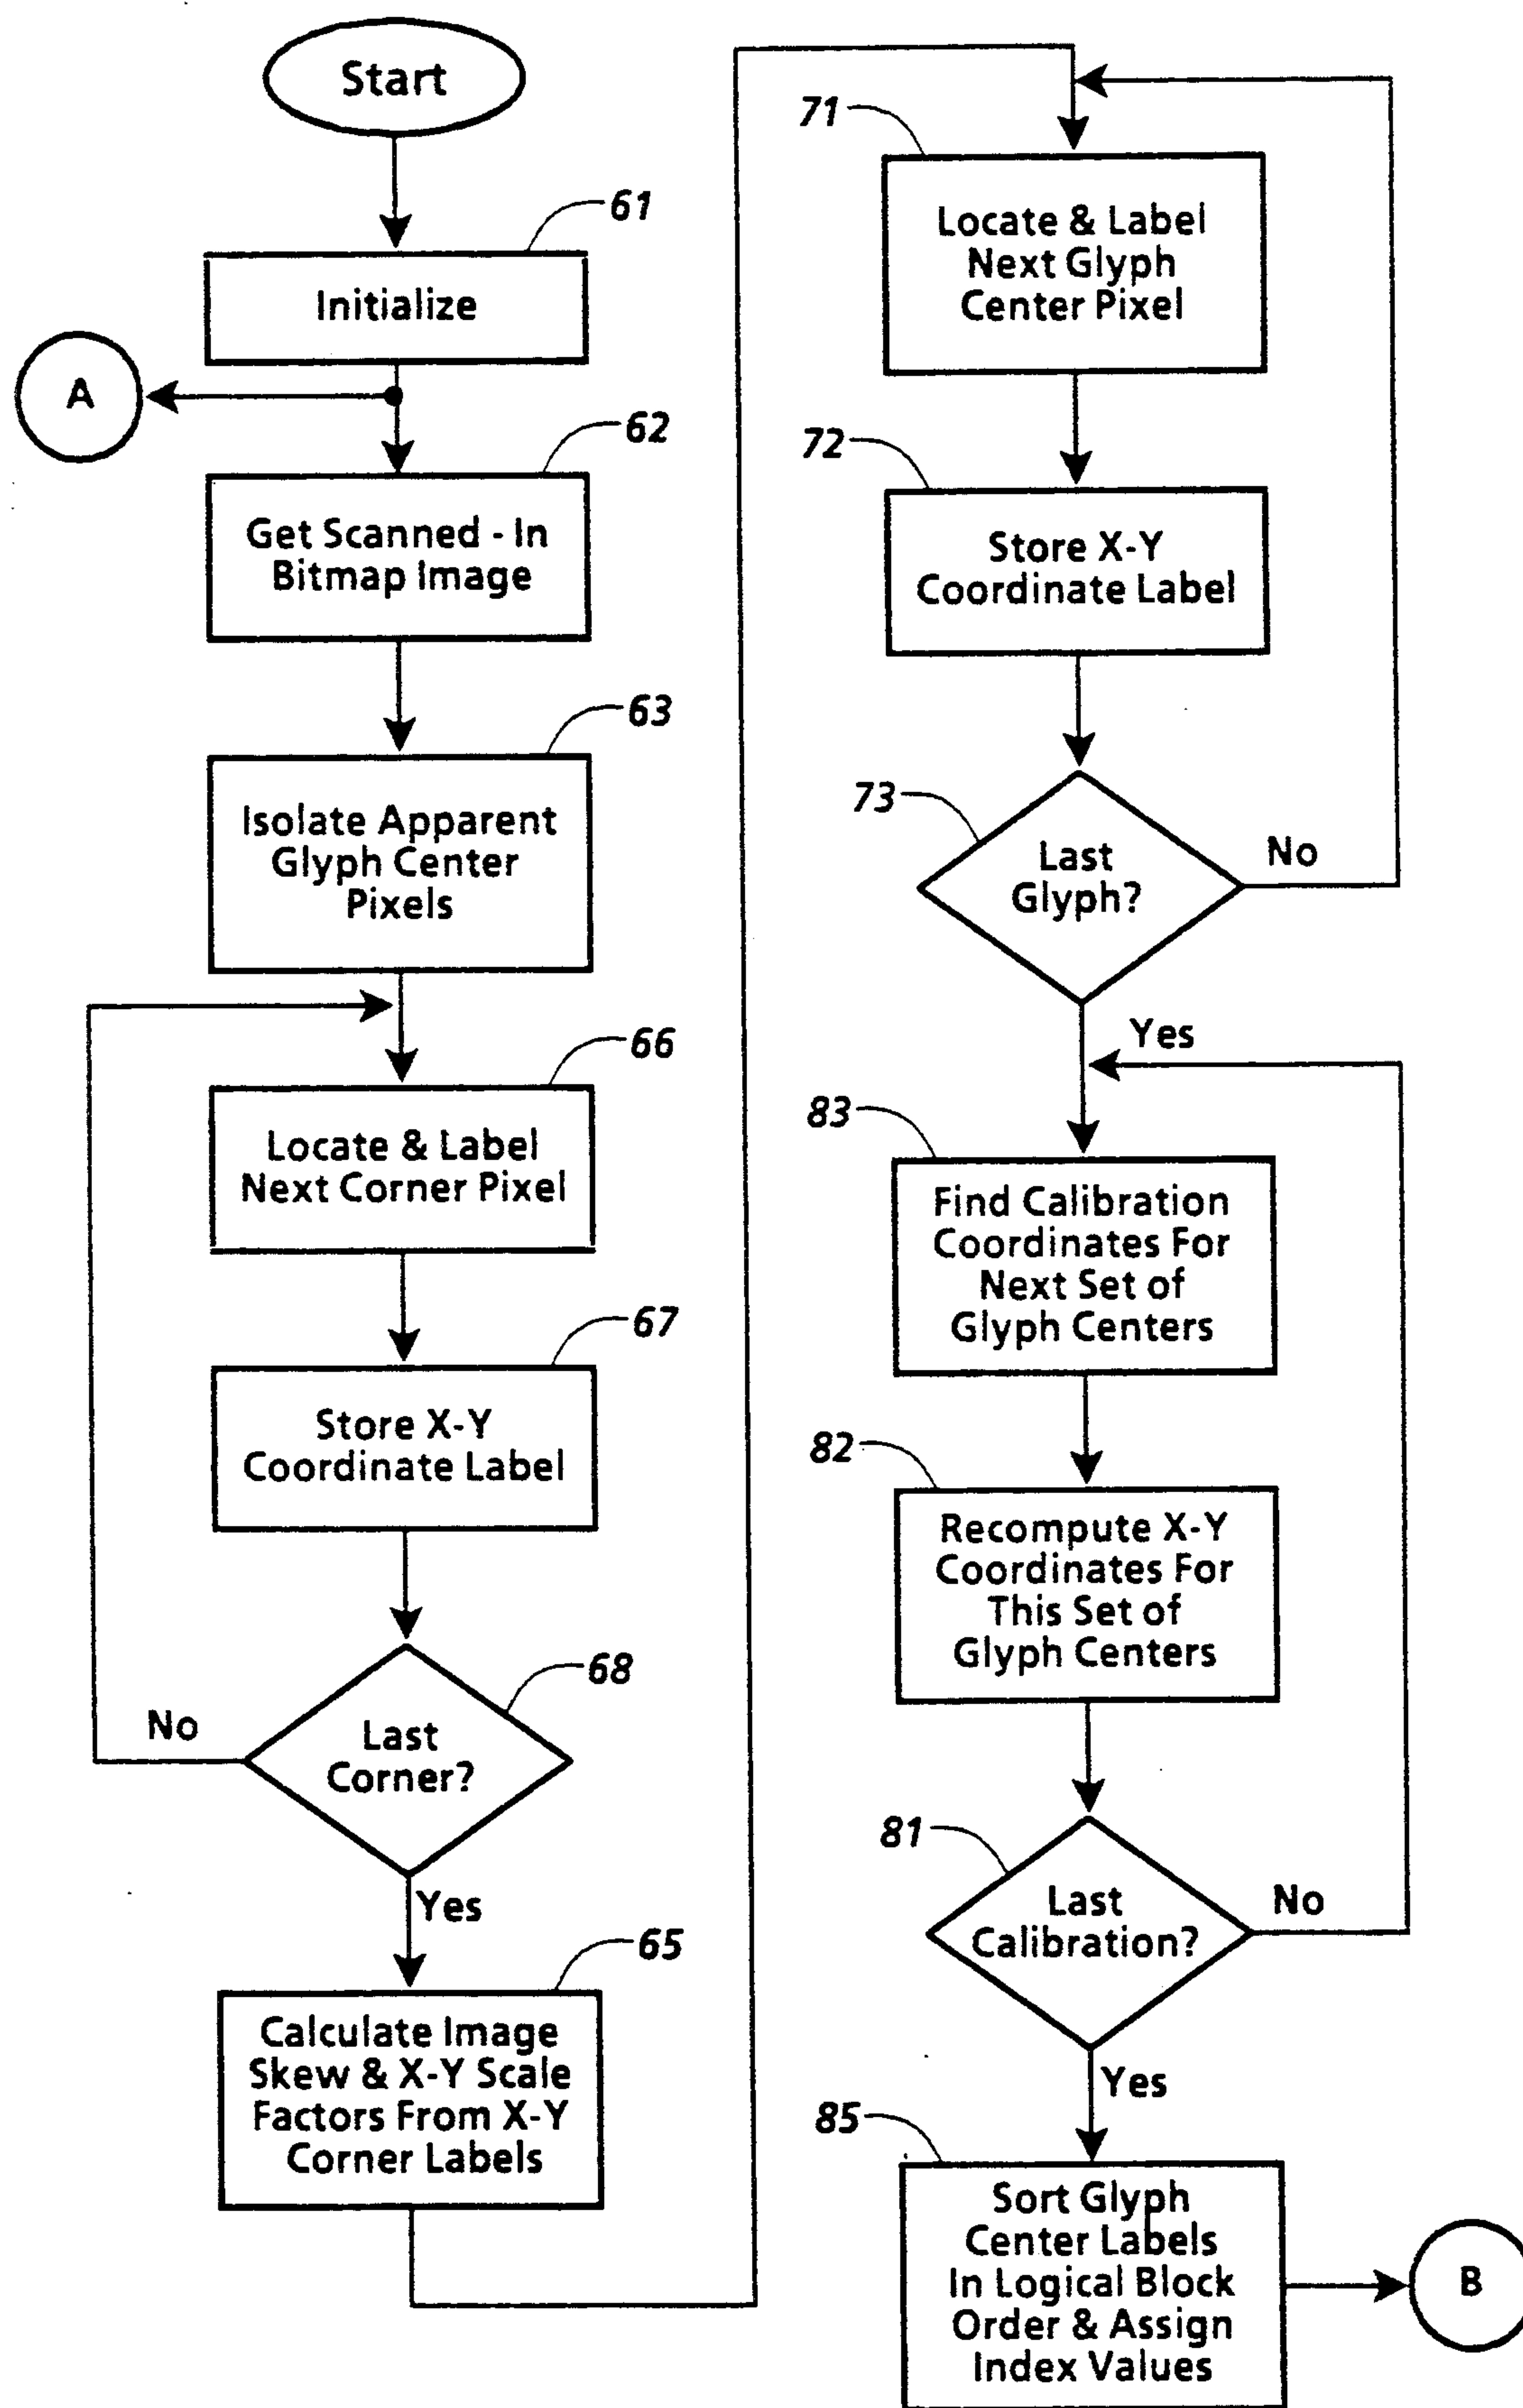 Start
61
Initialize
A
62
Get Scanned - In
Bitmap Image
63
Isolate Apparent
Glyph Center
Pixels
66
Locate & Label
Next Corner Pixel
67
Store X-Y
Coordinate Label
68
Last
Corner?
No
Yes
65
Calculate Image
Skew & X-Y Scale
Factors From X-Y
Corner Labels
71
Locate & Label
Next Glyph
Center Pixel
72
Store X-Y
Coordinate Label
73
Last
Glyph?
No
Yes
83
Find Calibration
Coordinates For
Next Set of
Glyph Centers
82
Recompute X-Y
Coordinates For
This Set of
Glyph Centers
81
Last
Calibration?
No
Yes
85
Sort Glyph
Center Labels
In Logical Block
Order & Assign
Index Values
B